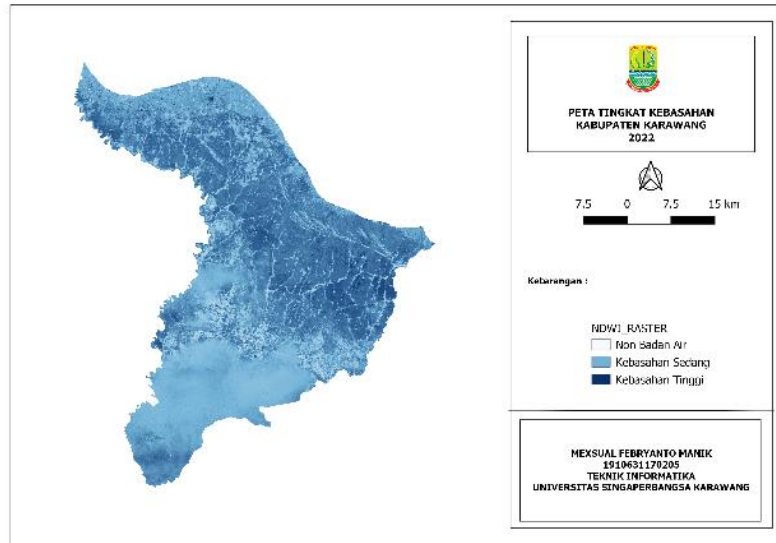 PETA TINGKAT KEBASAHAN
KABUPATEN KARAWANG
2022
7.5 0 7.5 15 km
Keterangan :
NDWI_RASTER
Non Badan Air
Kebasahan Sedang
Kebasahan Tinggi
MEXSUAL FEBRYANTO MANIK
1910631170205
TEKNIK INFORMATIKA
UNIVERSITAS SINGAPERBANGSA KARAWANG